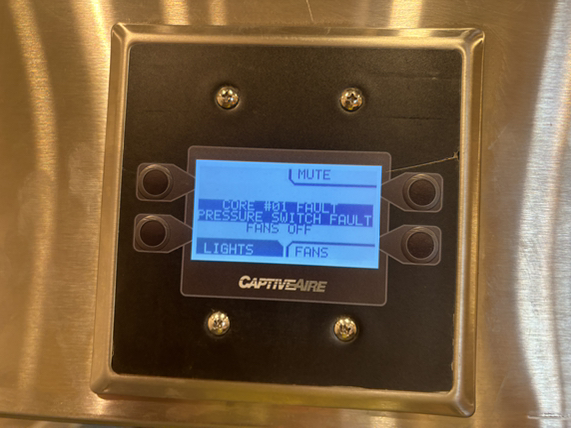 MUTE
CORE #01 FAULT
PRESSURE SWITCH FAULT
FANS OFF
LIGHTS
FANS
CAPTIVEAIRE